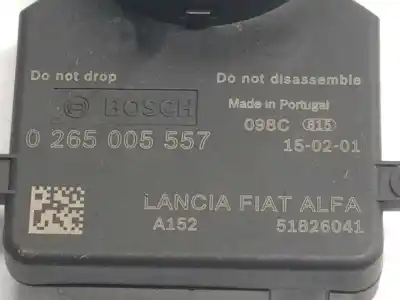 Do not drop
Do not disassemble
BOSCH
Made in Portugal
0 265 005 557
098C 815
15-02-01
LANCIA FIAT ALFA
A152
51826041